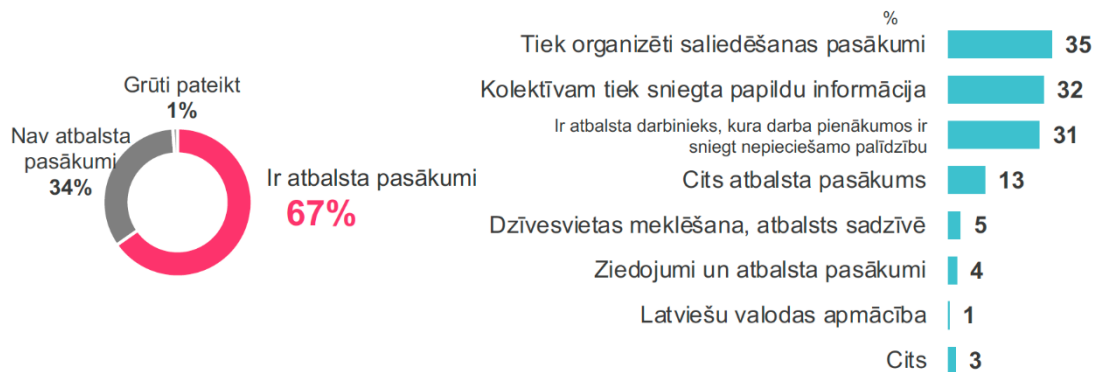 Grūti pateikt
1%
Nav atbalsta
pasākumi
34%
Ir atbalsta pasākumi
67%
%
Tiek organizēti saliedēšanas pasākumi 35
Kolektīvam tiek sniegta papildu informācija 32
Ir atbalsta darbinieks, kura darba pienākumos ir
sniegt nepieciešamo palīdzību 31
Cits atbalsta pasākums 13
Dzīvesvietas meklēšana, atbalsts sadzīvē 5
Ziedojumi un atbalsta pasākumi 4
Latviešu valodas apmācība 1
Cits 3